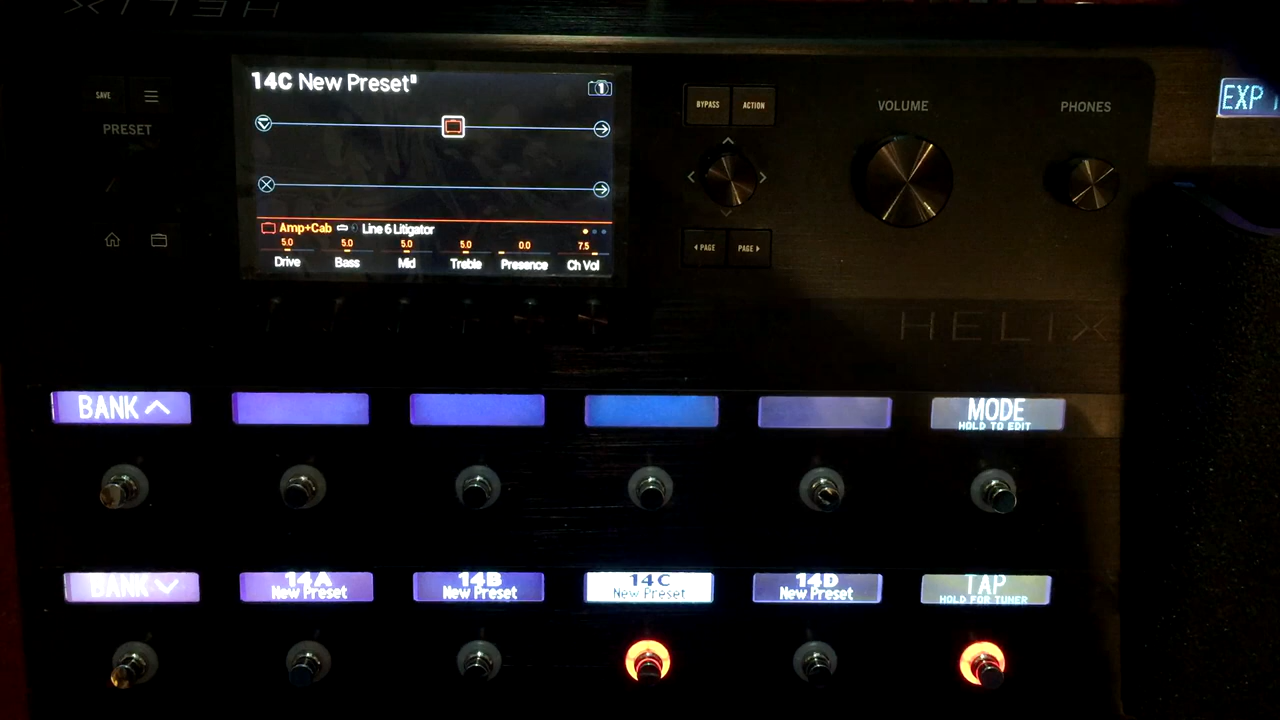 HELIX
14C New Preset
1
SAVE
PRESET
BYPASS
ACTION
VOLUME
PHONES
EXP
Amp+Cab Line 6 Litigator
5.0 5.0 5.0 5.0 0.0 7.5
Drive Bass Mid Treble Presence Ch Vol
PAGE
PAGE
HELIX
BANK
MODE
HOLD TO EDIT
BANK
14A
New Preset
14B
New Preset
14C
New Preset
14D
New Preset
TAP
HOLD FOR TUNER